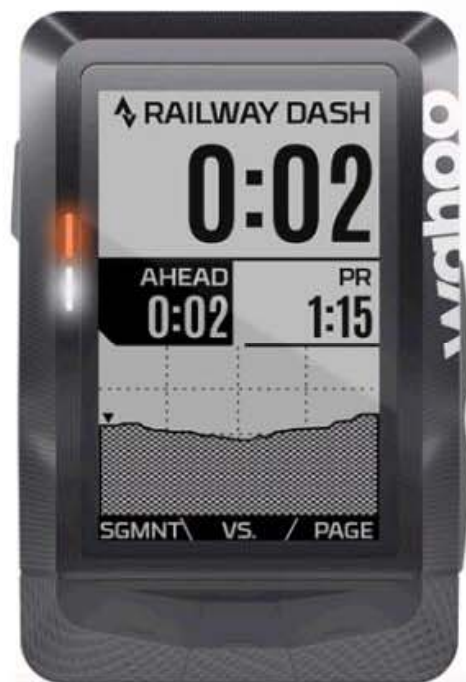 RAILWAY DASH
0:02
AHEAD
0:02
PR
1:15
SGMNT\ VS. / PAGE
wahoo